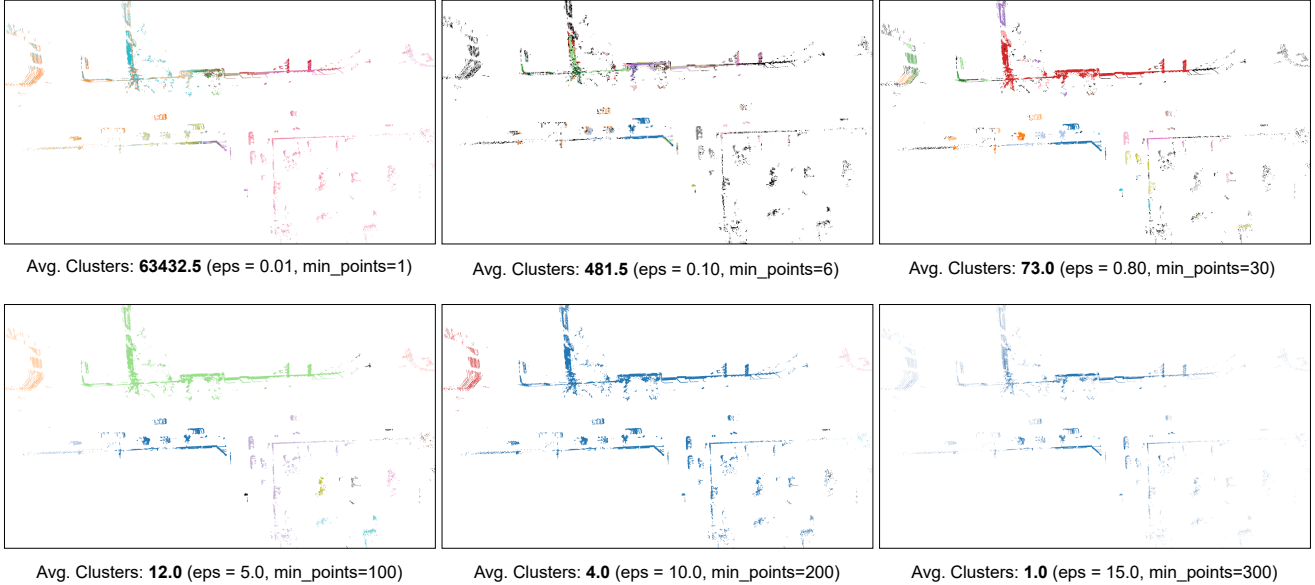 Avg. Clusters: 63432.5 (eps = 0.01, min_points=1)
Avg. Clusters: 481.5 (eps = 0.10, min_points=6)
Avg. Clusters: 73.0 (eps = 0.80, min_points=30)
Avg. Clusters: 12.0 (eps = 5.0, min_points=100)
Avg. Clusters: 4.0 (eps = 10.0, min_points=200)
Avg. Clusters: 1.0 (eps = 15.0, min_points=300)